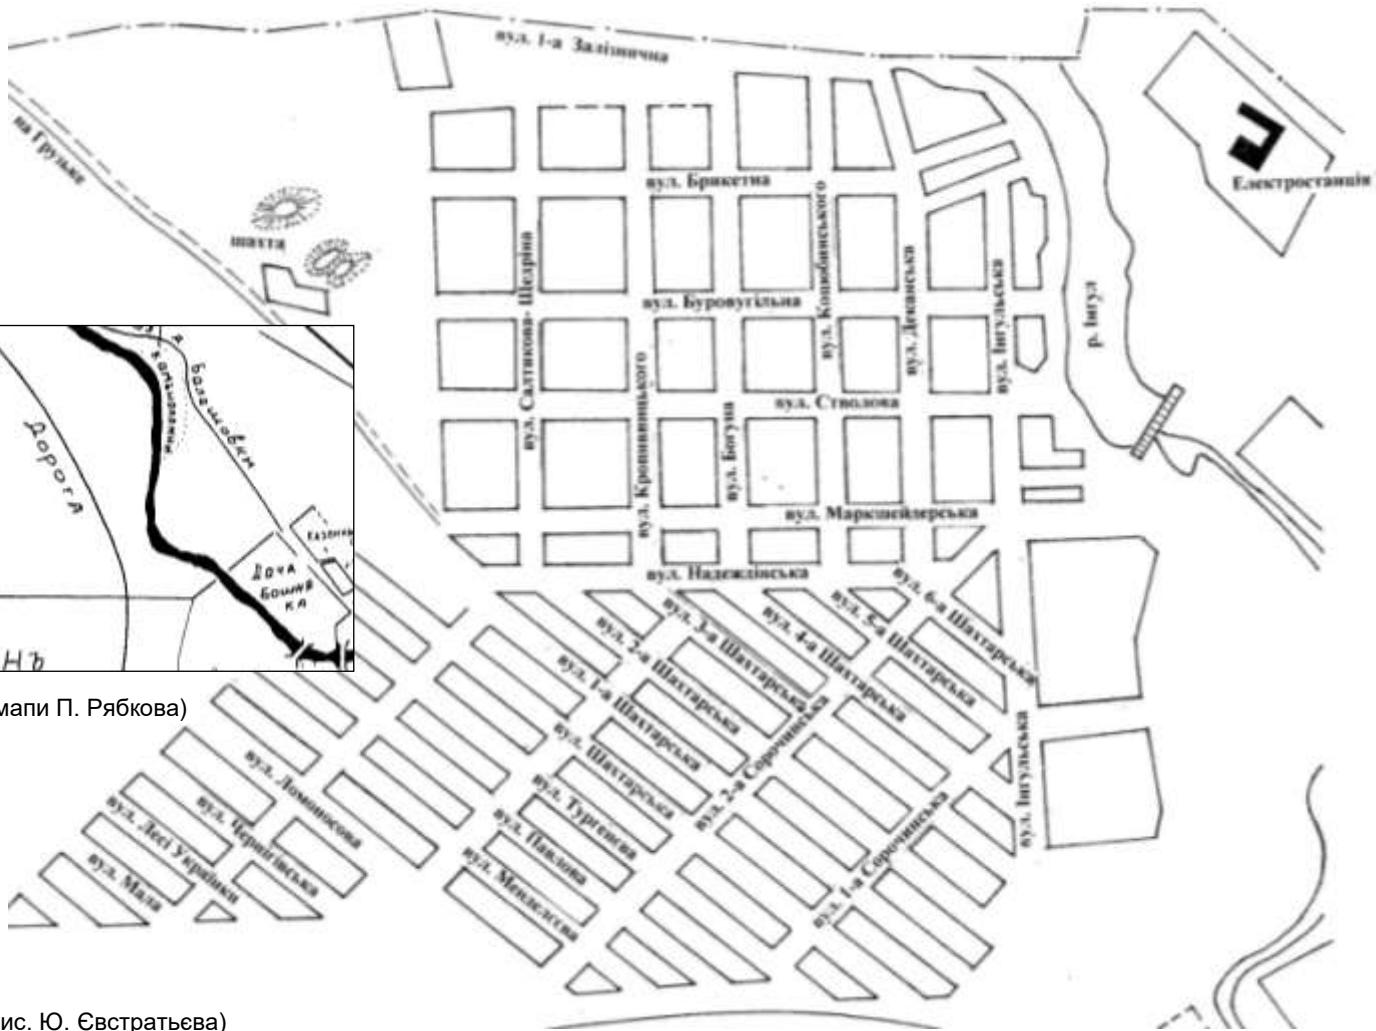 вул. 1-а Залізнична
на Грузьке
вул. Брикетна
Електростанція
шахта
вул. Салтикова- Щедріна
вул. Коцюбинського
вул. Деканська
вул. Інгульська
р. Інгул
вул. Буровугільна
вул. Кропивницького
вул. Богуна
вул. Стволова
вул. Маркшейдерська
вул. Надеждінська
Дорога
Балашовки
Дача
нъ
мапи П. Рябкова)
вул. 6-а Шахтарська
вул. 5-а Шахтарська
вул. 4-а Шахтарська
вул. 3-а Шахтарська
вул. 2-а Шахтарська
вул. 1-а Шахтарська
вул. Шахтарська
вул. Тургенєва
вул. Павлова
вул. Менделєєва
вул. 2-а Сорочинська
вул. 1-а Сорочинська
вул. Інгульська
вул. Ломоносова
вул. Чернігівська
вул. Лесі Українки
вул. Мала
ис. Ю. Євстратьєва)